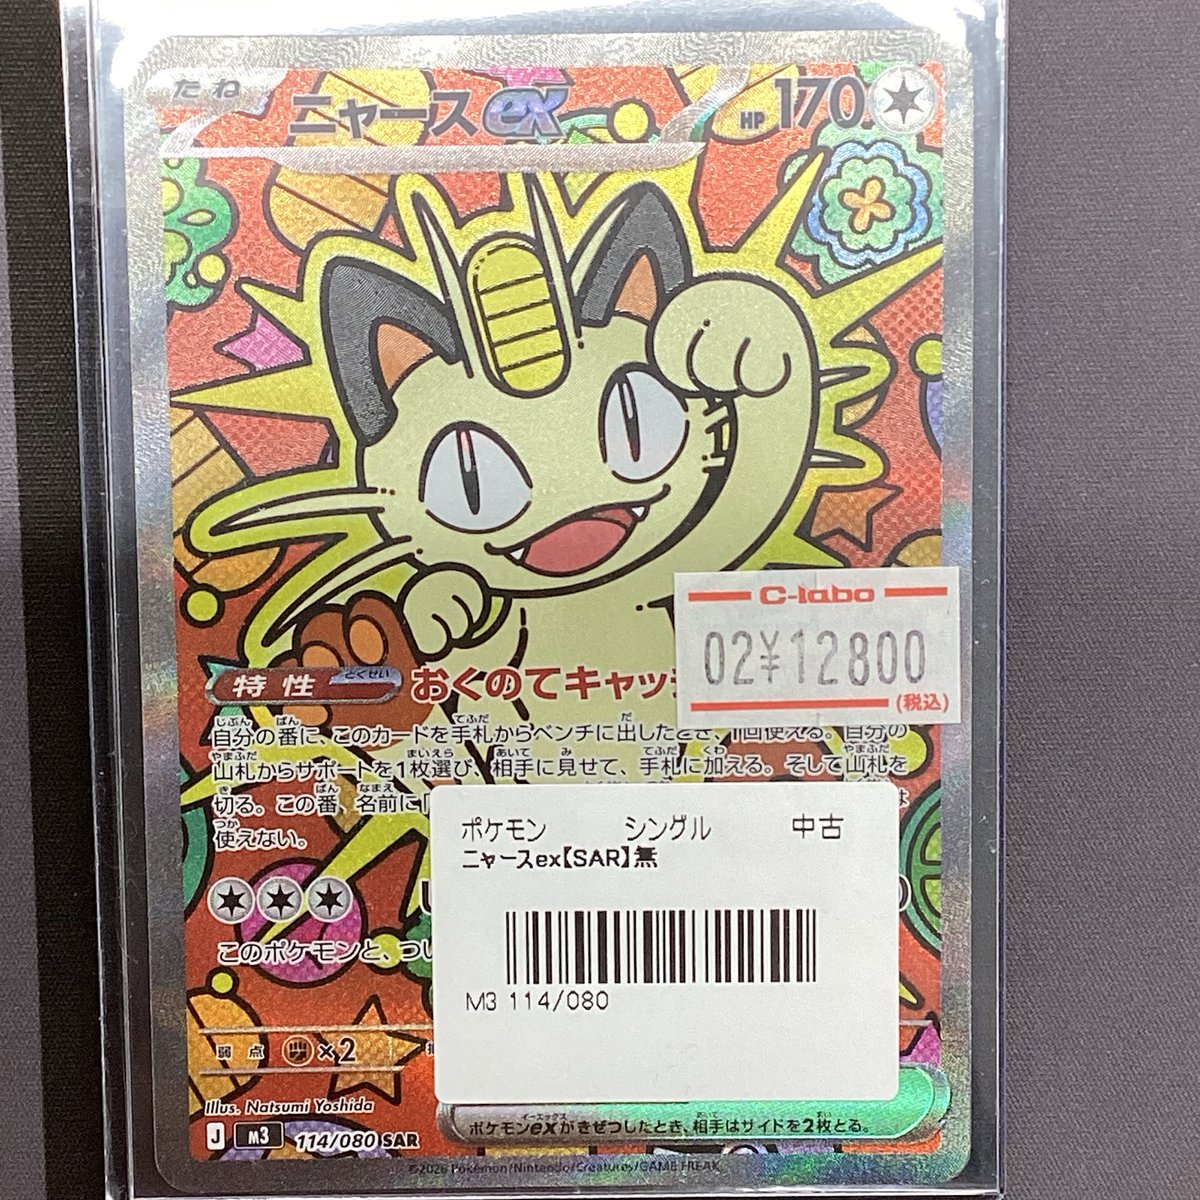 たね
ニャースex
HP 170
C-labo
02¥12800
(税込)
特性
とくせい
おくのてキャッ
自分の番に、このカードを手札からベンチに出したとき、1回使える。自分の
山札からサポートを1枚選び、相手に見せて、手札に加える。そして山札を
切る。この番、名前に「
使えない。
ポケモン シングル 中古
ニャースex【SAR】無
M3 114/080
このポケモンと、つい
弱点 ×2
Illus. Natsumi Yoshida
ポケモンexがきぜつしたとき、相手はサイドを2枚とる。
J M3 114/080 SAR
©2026 Pokémon/Nintendo/Creatures/GAME FREAK